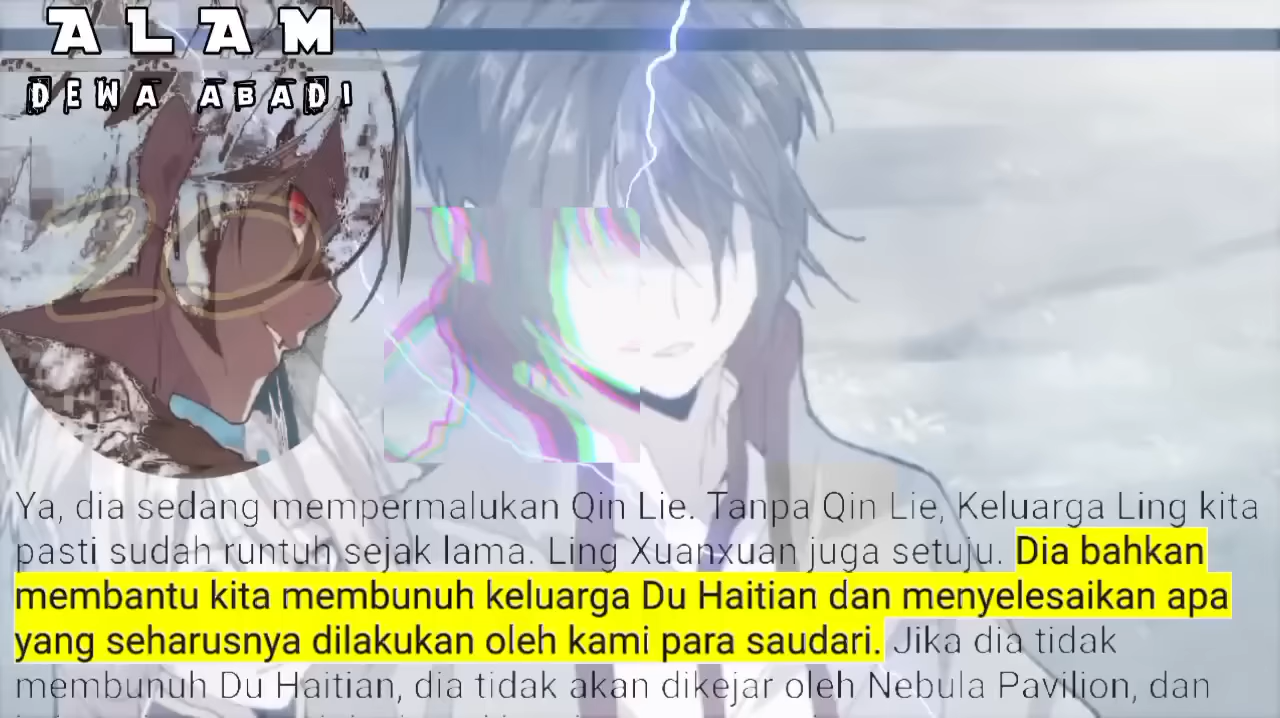 ALAM
DEWA ABADI
20
Ya, dia sedang mempermalukan Qin Lie. Tanpa Qin Lie, Keluarga Ling kita
pasti sudah runtuh sejak lama. Ling Xuanxuan juga setuju. Dia bahkan
membantu kita membunuh keluarga Du Haitian dan menyelesaikan apa
yang seharusnya dilakukan oleh kami para saudari. Jika dia tidak
membunuh Du Haitian, dia tidak akan dikejar oleh Nebula Pavilion, dan